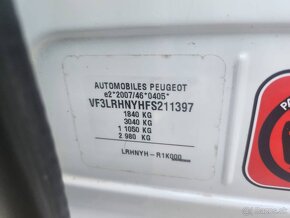 AUTOMOBILES PEUGEOT
e2*2007/46*0405*
VF3LRHNYHFS211397
1840 KG
3040 KG
1 1050 KG
2 980 KG
LRHNYH-R1K000